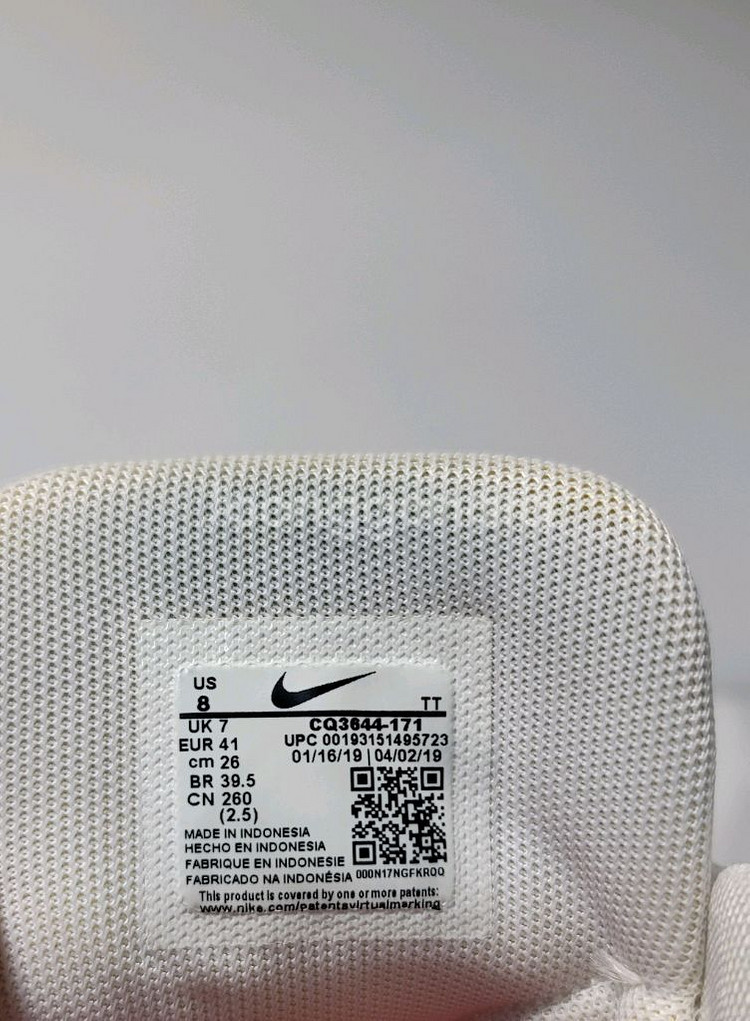 US
8
TT
UK 7
EUR 41
cm 26
BR 39.5
CN 260
(2.5)
CQ3644-171
UPC 00193151495723
01/16/19 | 04/02/19
MADE IN INDONESIA
HECHO EN INDONESIA
FABRIQUE EN INDONESIE
FABRICADO NA INDONÉSIA
000N17NGFKRQQ
This product is covered by one or more patents:
www.nike.com/patentsvirtualmarking